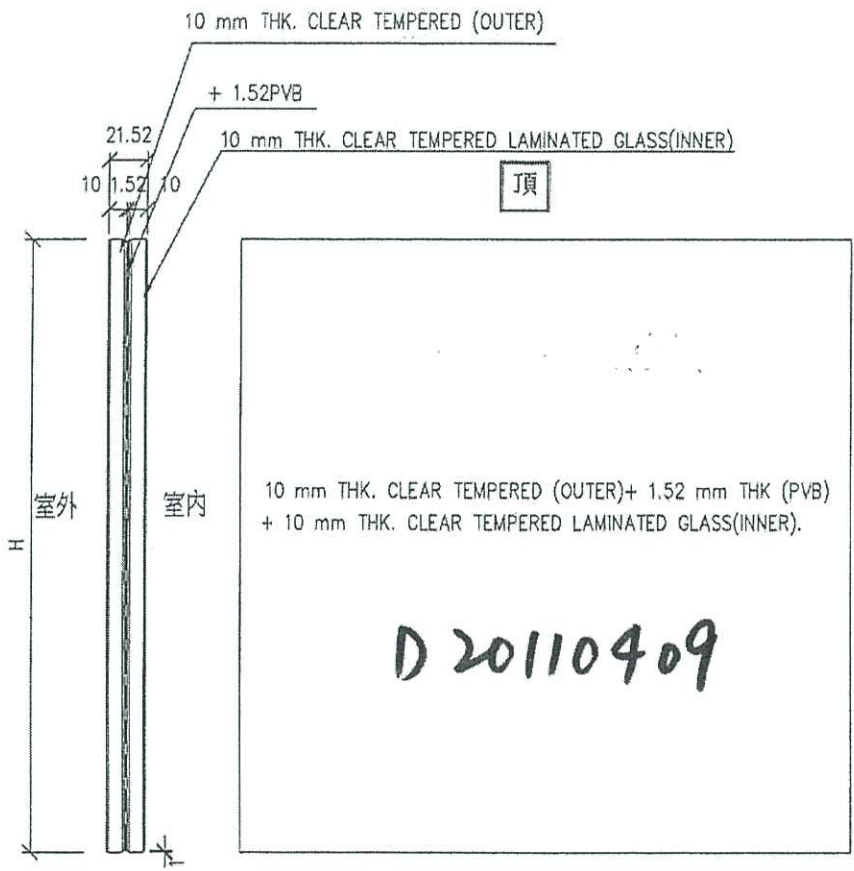 10 mm THK. CLEAR TEMPERED (OUTER)
+ 1.52PVB
21.52
10 mm THK. CLEAR TEMPERED LAMINATED GLASS(INNER)
10 1.52 10
頂
室外
室內
H
10 mm THK. CLEAR TEMPERED (OUTER)+ 1.52 mm THK (PVB)
+ 10 mm THK. CLEAR TEMPERED LAMINATED GLASS(INNER).
D20110409